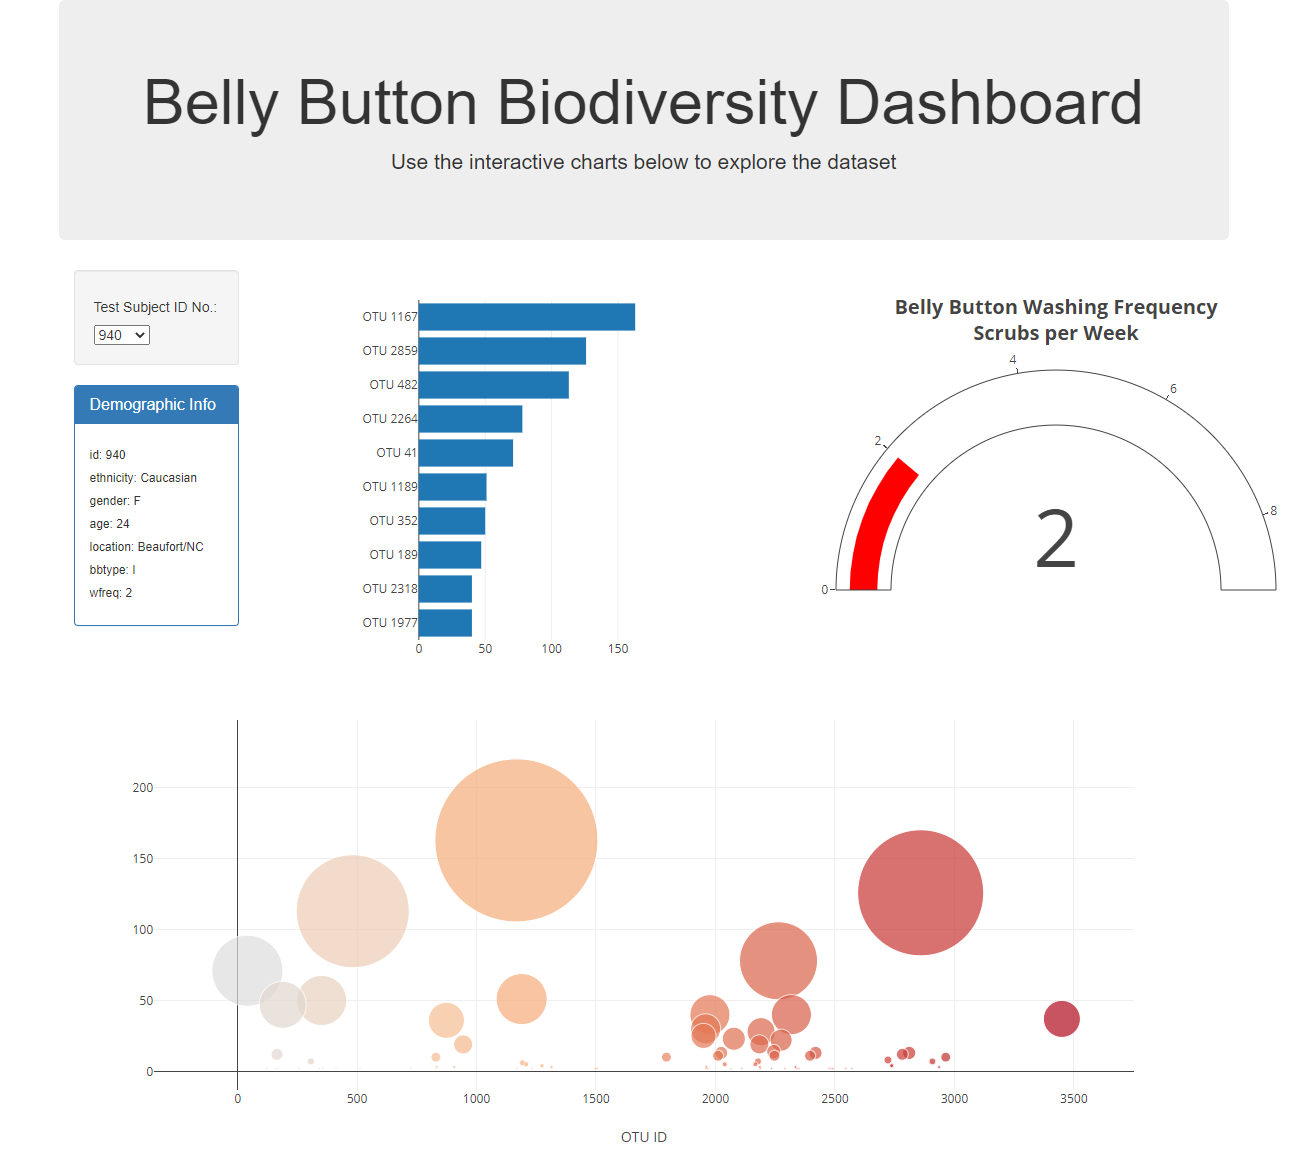 Belly Button Biodiversity Dashboard
Use the interactive charts below to explore the dataset
Test Subject ID No.:
940
Demographic Info
id: 940
ethnicity: Caucasian
gender: F
age: 24
location: Beaufort/NC
bbtype: I
wfreq: 2
OTU 1167
OTU 2859
OTU 482
OTU 2264
OTU 41
OTU 1189
OTU 352
OTU 189
OTU 2318
OTU 1977
0 50 100 150
Belly Button Washing Frequency
Scrubs per Week
0
2
4
6
8
2
200
150
100
50
0
0 500 1000 1500 2000 2500 3000 3500
OTU ID